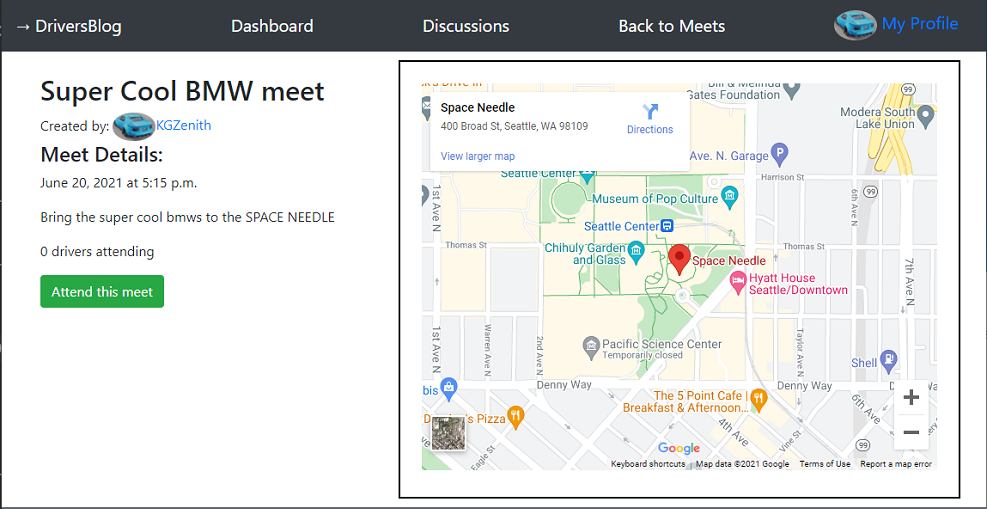 → DriversBlog
Dashboard
Discussions
Back to Meets
My Profile
Super Cool BMW meet
Created by: KGZenith
Meet Details:
June 20, 2021 at 5:15 p.m.
Bring the super cool bmws to the SPACE NEEDLE
0 drivers attending
Attend this meet
Space Needle
400 Broad St, Seattle, WA 98109
Directions
View larger map
Gates Foundation
99
Modera South
Lake Union
Ave. N. Garage
P
Harrison St
Seattle Center
Museum of Pop Culture
1st Ave N
6th Ave N
99
Seattle Center
Thomas St
Chihuly Garden
and Glass
Space Needle
Thomas St
Hyatt House
Seattle/Downtown
7th Ave N
1st Ave N
Warren Ave N
2nd Ave N
Pacific Science Center
Temporarily closed
Taylor Ave N
Shell
Denny Way
Denny Way
The 5 Point Cafe |
Breakfast & Afternoon...
6th Ave
Pizza
4th Ave
Vine St
99
Eagle St
+
−
Google
Keyboard shortcuts
Map data ©2021 Google
Terms of Use
Report a map error